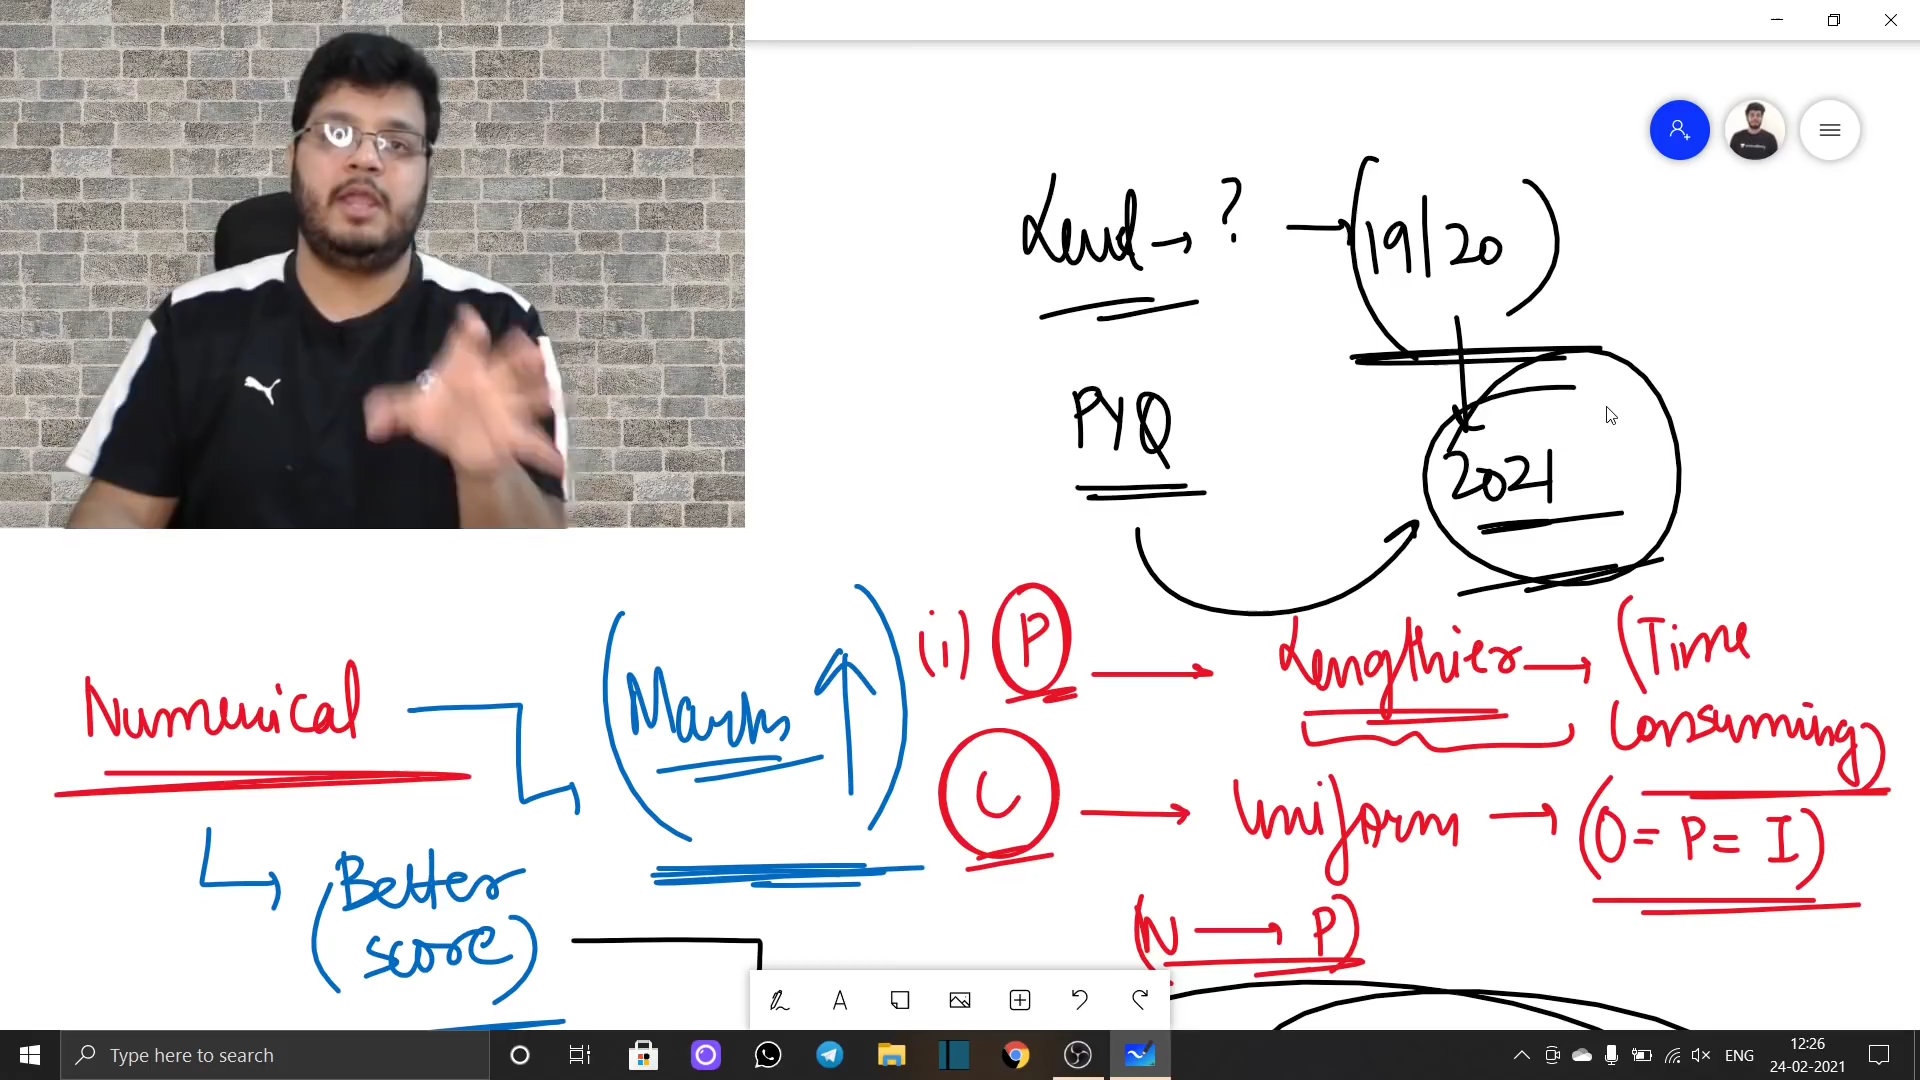 Level → ? → (19|20)
PYQ
2021
Numerical
(Marks ↑)
(Better
score)
(i) P → Lengthier → (Time
Consuming)
C → Uniform → (O = P = I)
(N → P)
Type here to search
ENG
12:26
24-02-2021